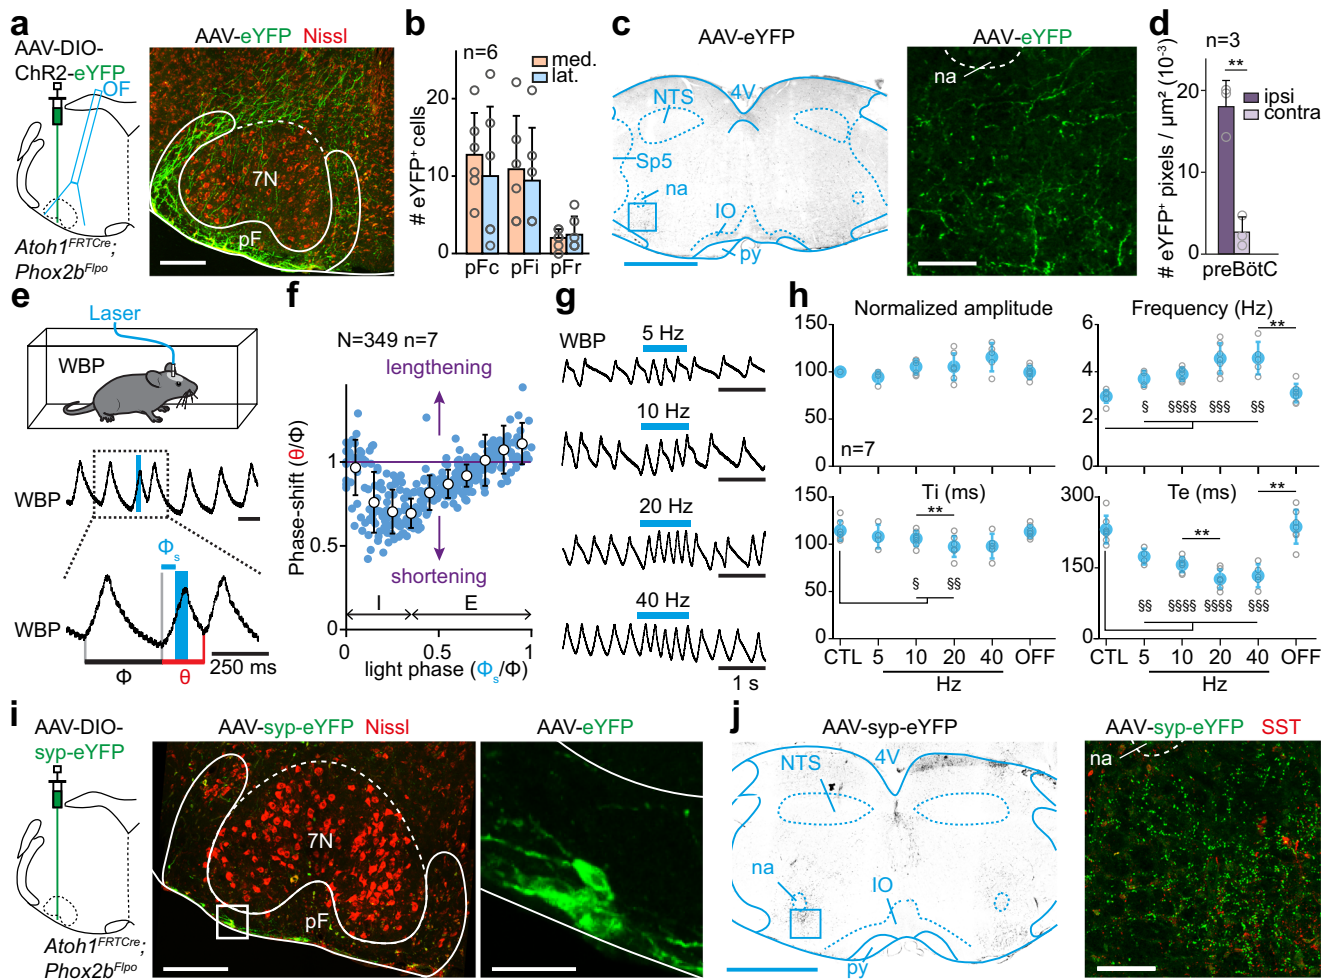 a
AAV-DIO-
ChR2-eYFP
OF
Atoh1FRTCre;
Phox2bFlpo
AAV-eYFP Nissl
7N
pF
b
n=6
med.
lat.
# eYFP+ cells
20
10
0
pFc pFi pFr
c
AAV-eYFP
4V
NTS
Sp5
na
IO
py
AAV-eYFP
na
d
n=3
**
ipsi
contra
# eYFP+ pixels / µm² (10-3)
20
10
0
preBötC
e
Laser
WBP
WBP
Φs
WBP
250 ms
Φ
θ
f
N=349 n=7
lengthening
Phase-shift (θ/Φ)
1
0.5
0
shortening
I E
0 0.5 1
light phase (Φs/Φ)
g
WBP
5 Hz
10 Hz
20 Hz
40 Hz
1 s
h
Normalized amplitude
150
100
50
0
n=7
Frequency (Hz)
6
4
2
0
**
§ §§§§ §§§ §§
Ti (ms)
150
100
50
0
**
§ §§
CTL 5 10 20 40 OFF
Hz
Te (ms)
300
150
0
**
**
§§ §§§§ §§§§ §§§
CTL 5 10 20 40 OFF
Hz
i
AAV-DIO-
syp-eYFP
Atoh1FRTCre;
Phox2bFlpo
AAV-syp-eYFP Nissl
7N
pF
AAV-eYFP
j
AAV-syp-eYFP
4V
NTS
na
IO
py
AAV-syp-eYFP SST
na